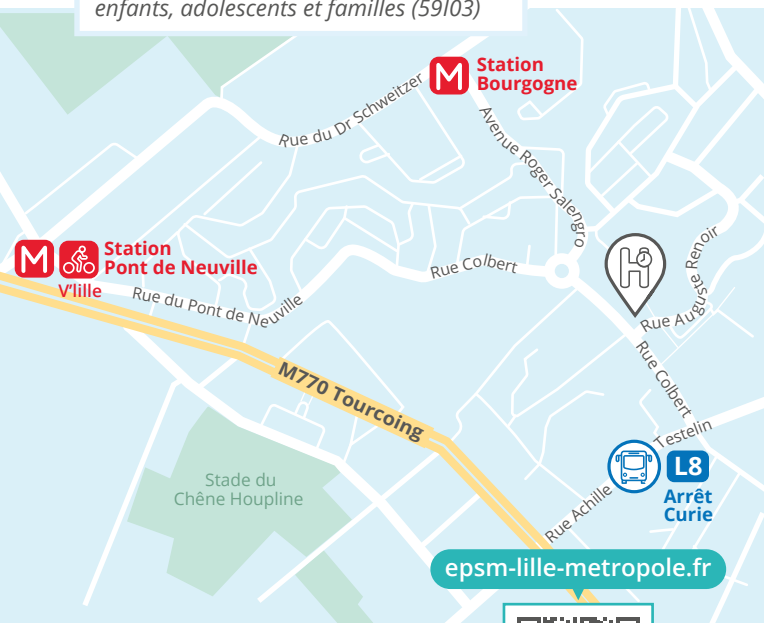 enfants, adolescents et familles (59I03)
M
Station
Bourgogne
Rue du Dr Schweitzer
Avenue Roger Salengro
M
Station
Pont de Neuville
V'lille
Rue du Pont de Neuville
Rue Colbert
H
Rue Auguste Renoir
Rue Colbert
M770 Tourcoing
Testelin
Rue Achille
L8
Arrêt
Curie
Stade du
Chêne Houpline
epsm-lille-metropole.fr